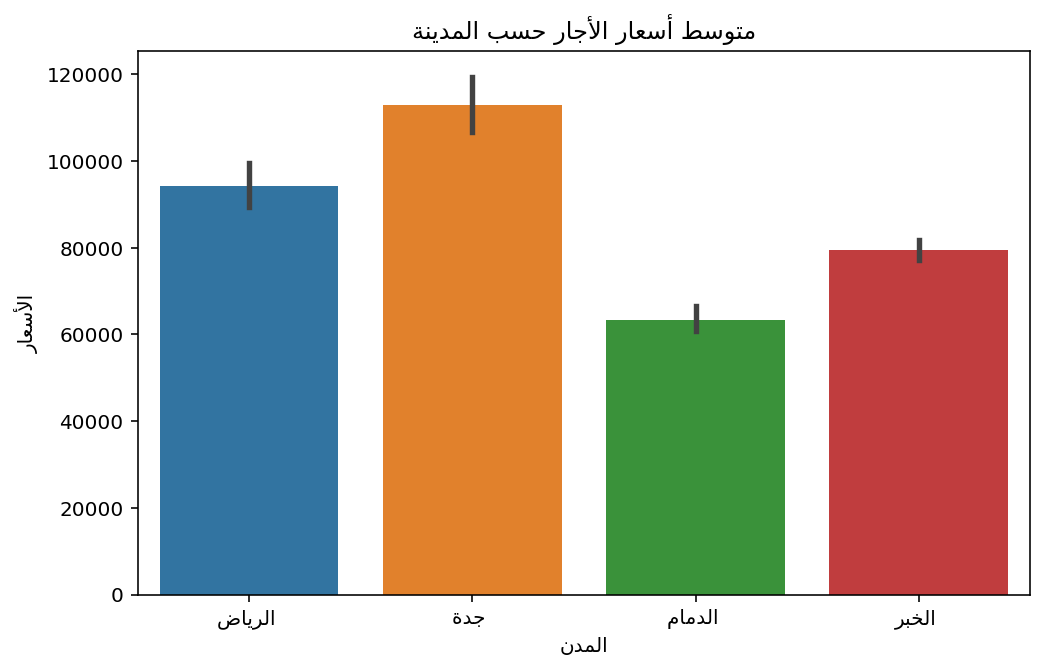 متوسط أسعار الأجار حسب المدينة
120000
100000
80000
60000
40000
20000
0
الأسعار
الرياض
جدة
الدمام
الخبر
المدن